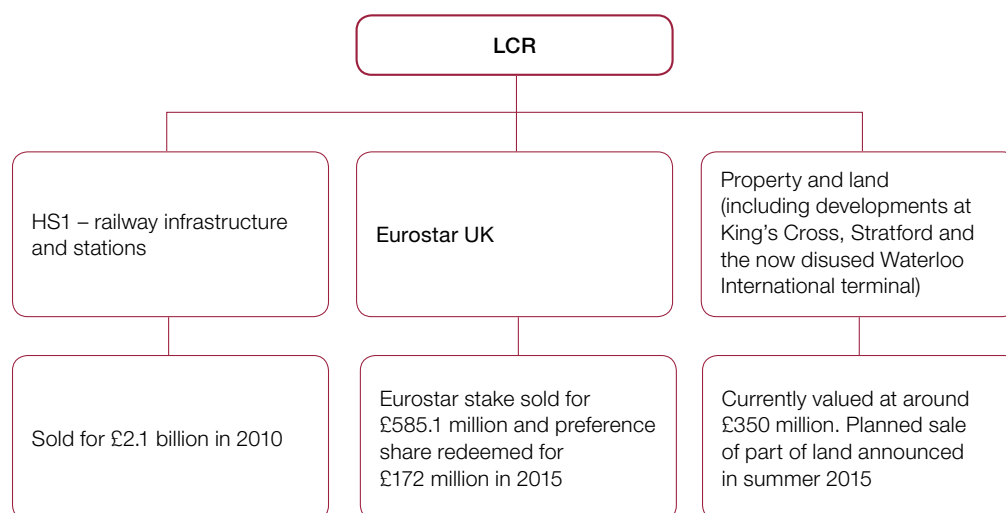 LCR
HS1 – railway infrastructure
and stations
Eurostar UK
Property and land
(including developments at
King's Cross, Stratford and
the now disused Waterloo
International terminal)
Sold for £2.1 billion in 2010
Eurostar stake sold for
£585.1 million and preference
share redeemed for
£172 million in 2015
Currently valued at around
£350 million. Planned sale
of part of land announced
in summer 2015